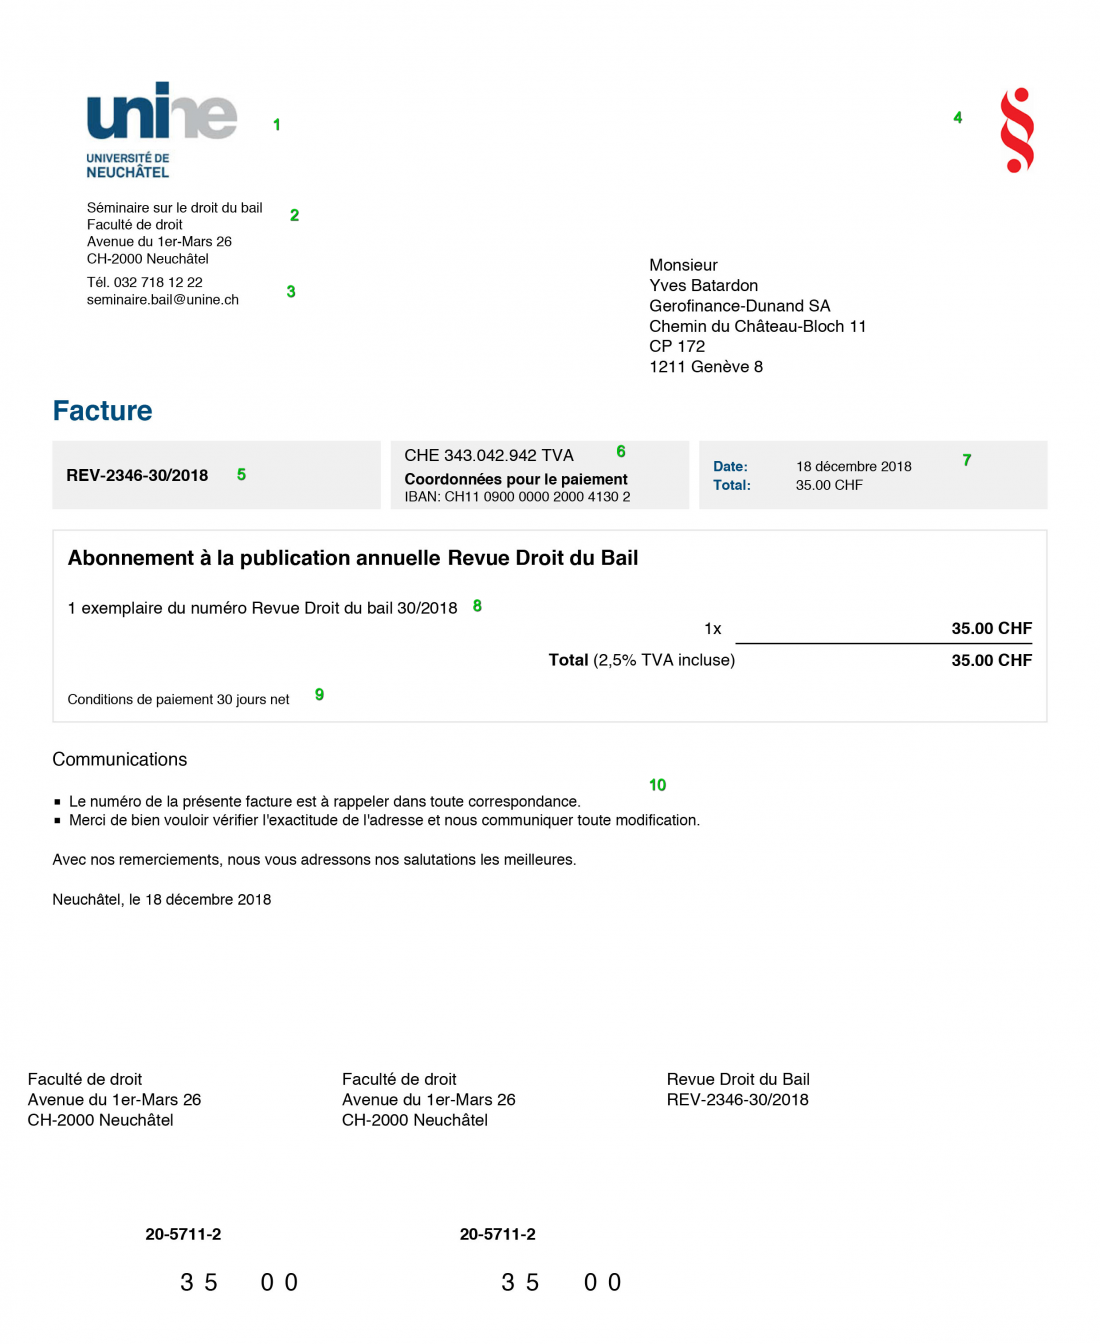 unine
1
4
UNIVERSITÉ DE
NEUCHÂTEL
Séminaire sur le droit du bail
2
Faculté de droit
Avenue du 1er-Mars 26
CH-2000 Neuchâtel
Tél. 032 718 12 22
3
seminaire.bail@unine.ch
Monsieur
Yves Batardon
Gerofinance-Dunand SA
Chemin du Château-Bloch 11
CP 172
1211 Genève 8
Facture
REV-2346-30/2018 5
CHE 343.042.942 TVA 6
Coordonnées pour le paiement
IBAN: CH11 0900 0000 2000 4130 2
Date: 18 décembre 2018 7
Total: 35.00 CHF
Abonnement à la publication annuelle Revue Droit du Bail
1 exemplaire du numéro Revue Droit du bail 30/2018 8
1x 35.00 CHF
Total (2,5% TVA incluse) 35.00 CHF
Conditions de paiement 30 jours net 9
Communications
10
▪ Le numéro de la présente facture est à rappeler dans toute correspondance.
▪ Merci de bien vouloir vérifier l'exactitude de l'adresse et nous communiquer toute modification.
Avec nos remerciements, nous vous adressons nos salutations les meilleures.
Neuchâtel, le 18 décembre 2018
Faculté de droit
Avenue du 1er-Mars 26
CH-2000 Neuchâtel
Faculté de droit
Avenue du 1er-Mars 26
CH-2000 Neuchâtel
Revue Droit du Bail
REV-2346-30/2018
20-5711-2 20-5711-2
3 5 0 0 3 5 0 0